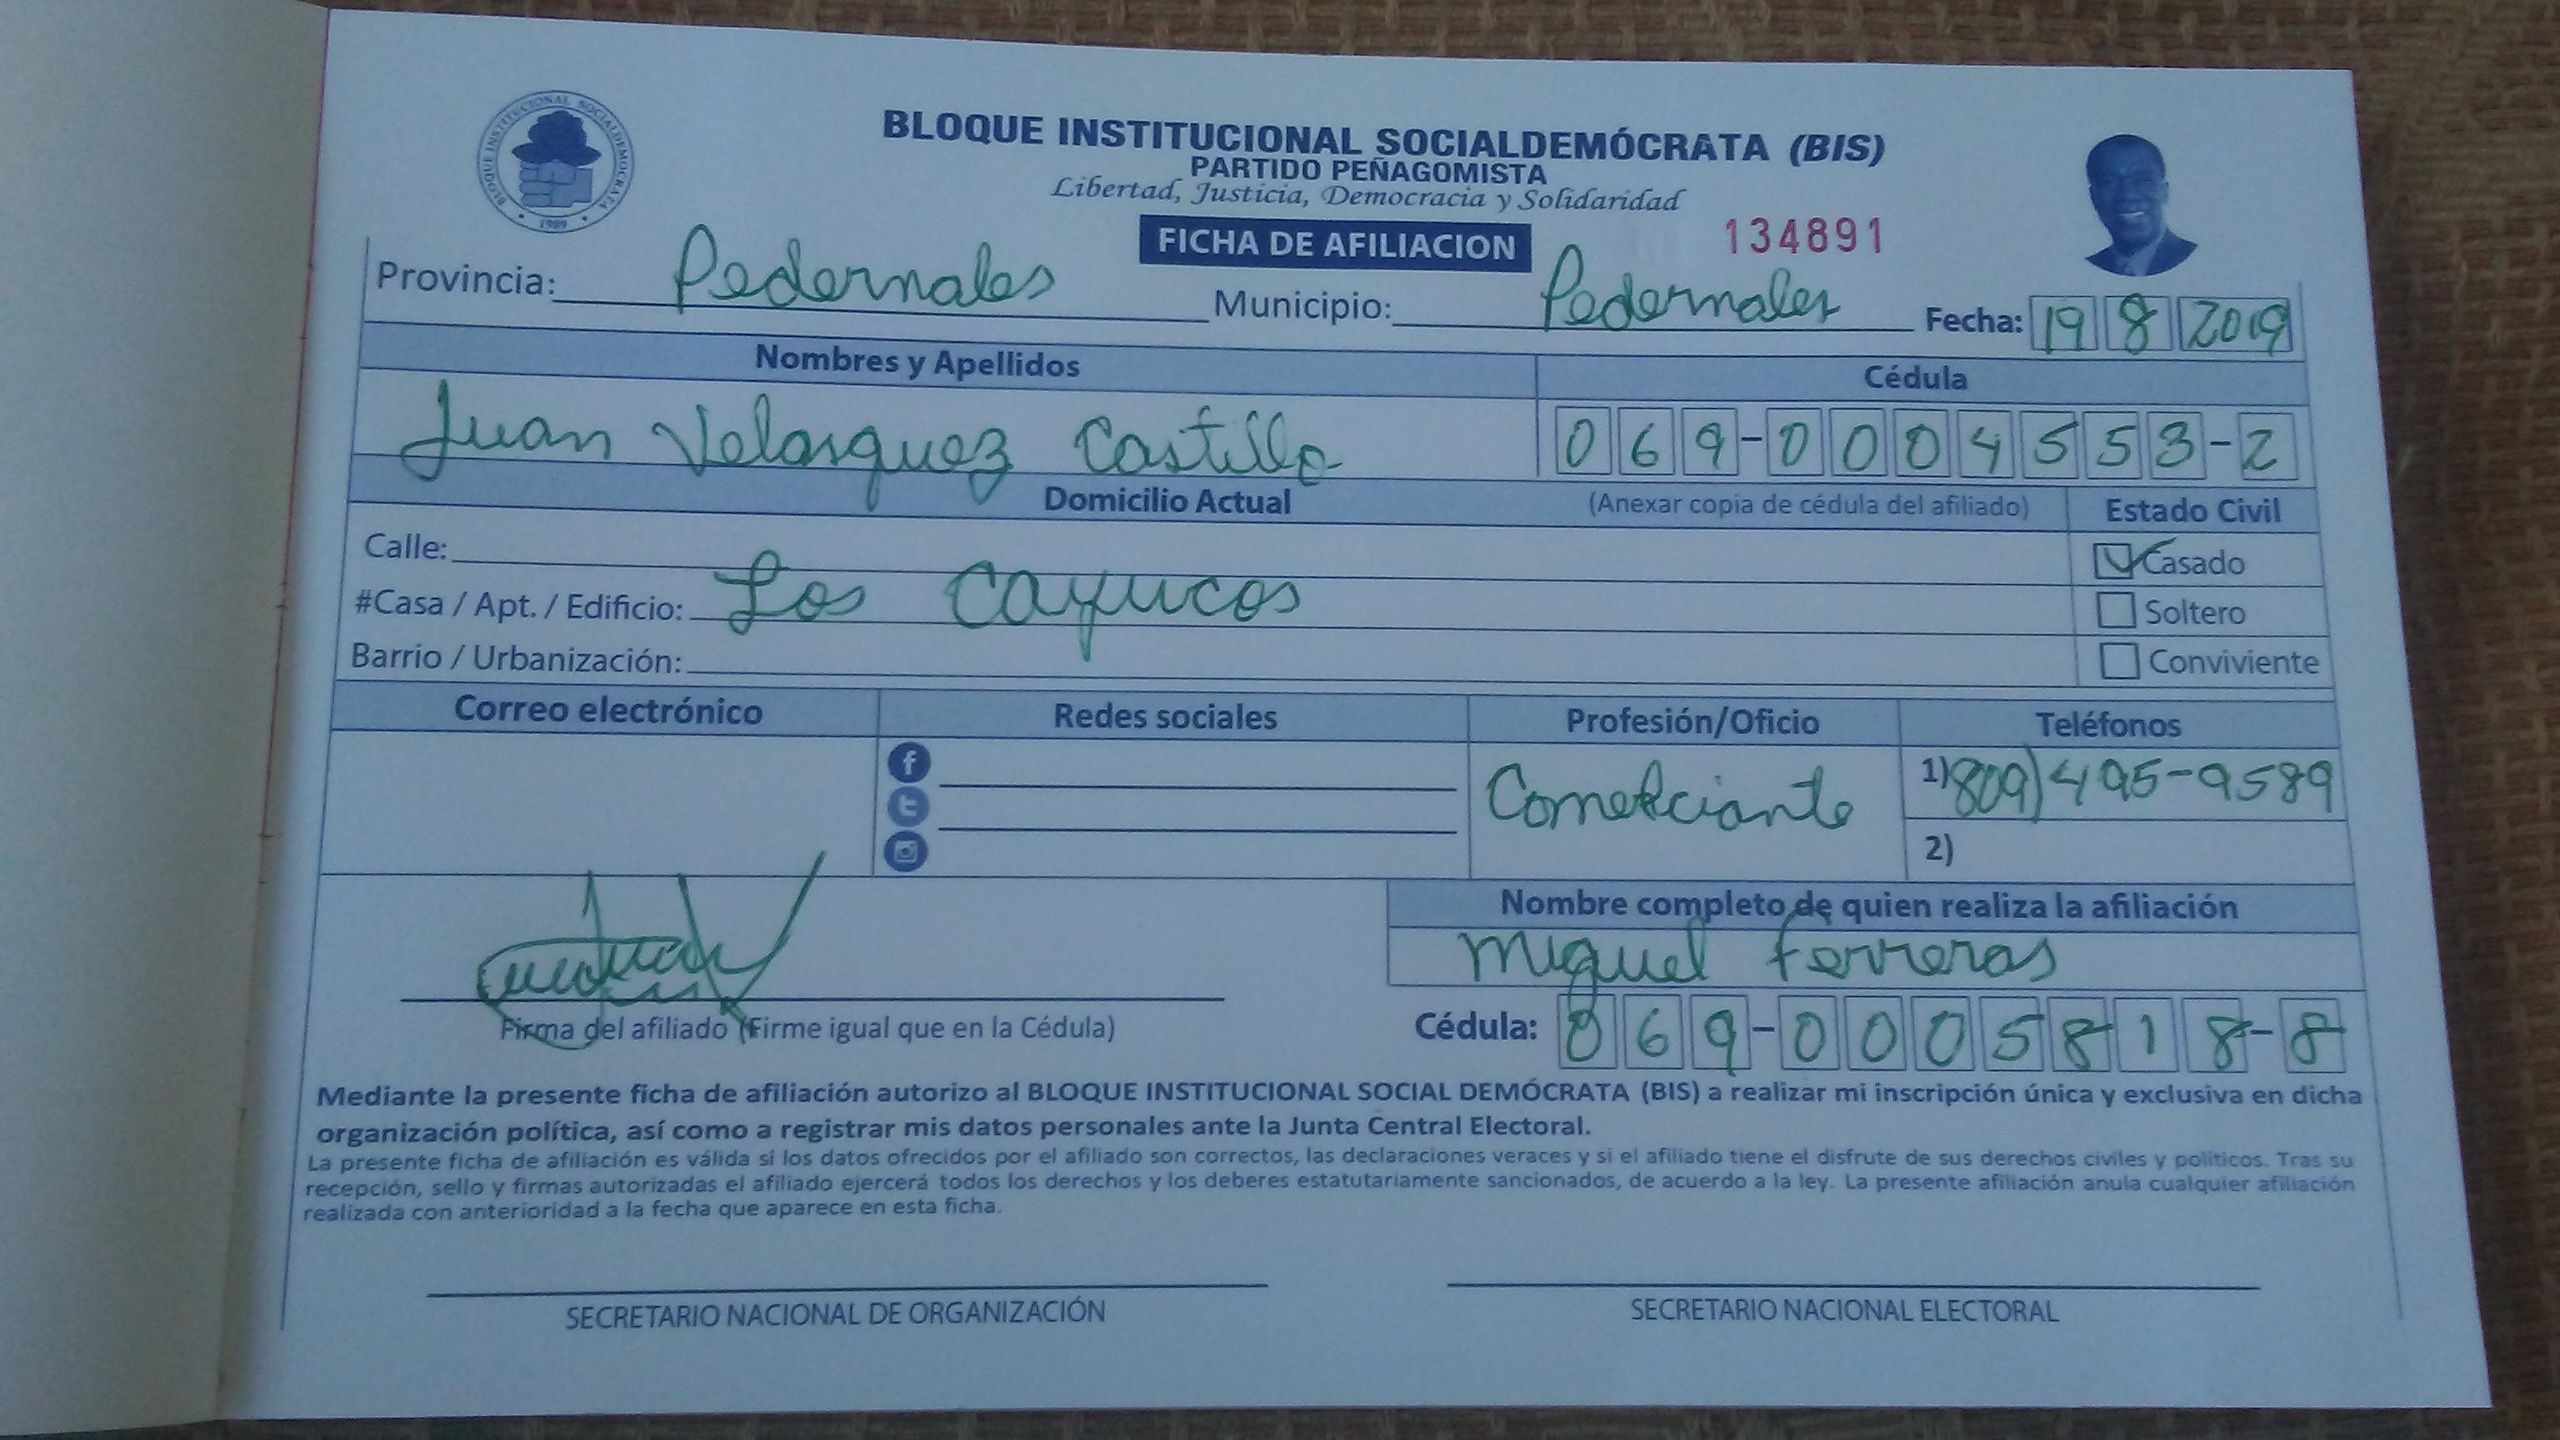 BLOQUE INSTITUCIONAL SOCIALDEMOCRATA
1989
BLOQUE INSTITUCIONAL SOCIALDEMÓCRATA (BIS)
PARTIDO PEÑAGOMISTA
Libertad, Justicia, Democracia y Solidaridad
FICHA DE AFILIACION 134891
Provincia: Pedernales Municipio: Pedernales Fecha: 19 8 2019
Nombres y Apellidos Cédula
Juan Velasquez Castillo 069-0004553-2
Domicilio Actual (Anexar copia de cédula del afiliado) Estado Civil
Calle: Casado
#Casa / Apt. / Edificio: Los Cayucos Soltero
Barrio / Urbanización: Conviviente
Correo electrónico Redes sociales Profesión/Oficio Teléfonos
Comerciante 1) 809) 495-9589
2)
Nombre completo de quien realiza la afiliación
Miguel Ferreras
Firma del afiliado (Firme igual que en la Cédula) Cédula: 069-0005818-8
Mediante la presente ficha de afiliación autorizo al BLOQUE INSTITUCIONAL SOCIAL DEMÓCRATA (BIS) a realizar mi inscripción única y exclusiva en dicha
organización política, así como a registrar mis datos personales ante la Junta Central Electoral.
La presente ficha de afiliación es válida si los datos ofrecidos por el afiliado son correctos, las declaraciones veraces y si el afiliado tiene el disfrute de sus derechos civiles y políticos. Tras su
recepción, sello y firmas autorizadas el afiliado ejercerá todos los derechos y los deberes estatutariamente sancionados, de acuerdo a la ley. La presente afiliación anula cualquier afiliación
realizada con anterioridad a la fecha que aparece en esta ficha.
SECRETARIO NACIONAL DE ORGANIZACIÓN SECRETARIO NACIONAL ELECTORAL